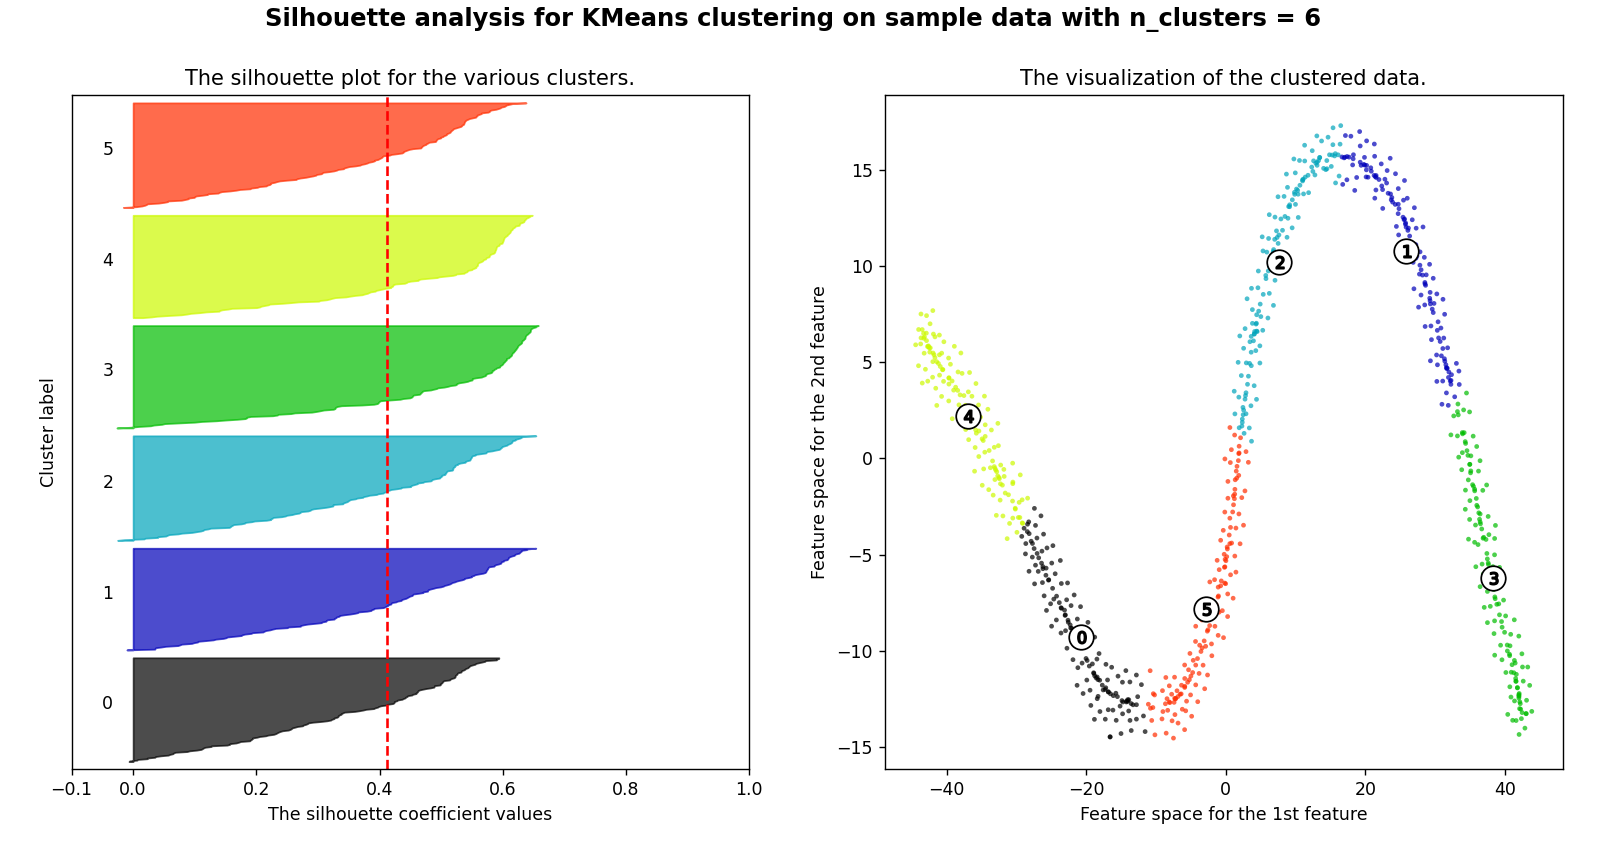 Silhouette analysis for KMeans clustering on sample data with n_clusters = 6
The silhouette plot for the various clusters.
5
4
3
2
1
0
Cluster label
−0.1 0.0 0.2 0.4 0.6 0.8 1.0
The silhouette coefficient values
The visualization of the clustered data.
15
10
5
0
−5
−10
−15
Feature space for the 2nd feature
1
2
4
3
5
0
−40 −20 0 20 40
Feature space for the 1st feature